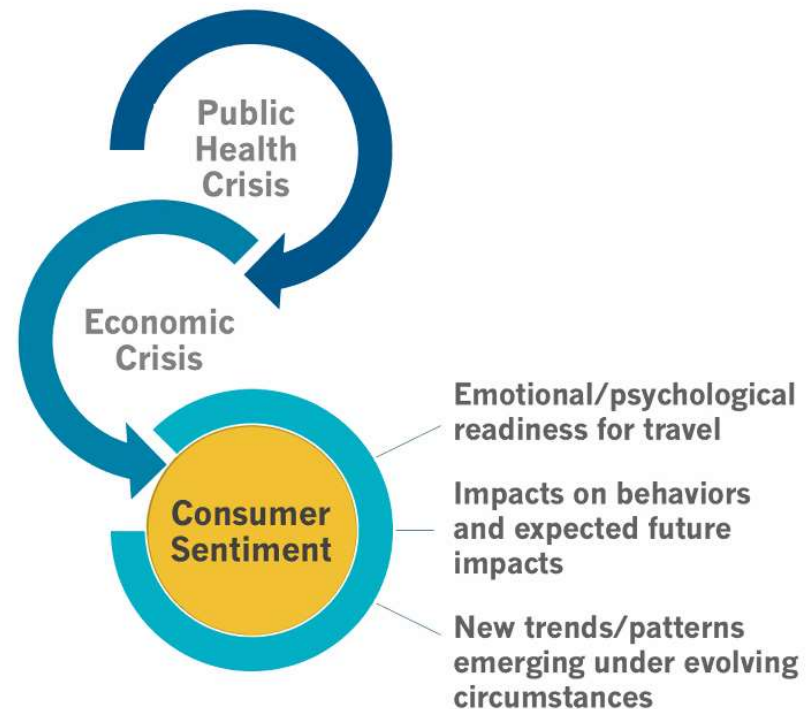 Public
Health
Crisis
Economic
Crisis
Consumer
Sentiment
Emotional/psychological
readiness for travel
Impacts on behaviors
and expected future
impacts
New trends/patterns
emerging under evolving
circumstances